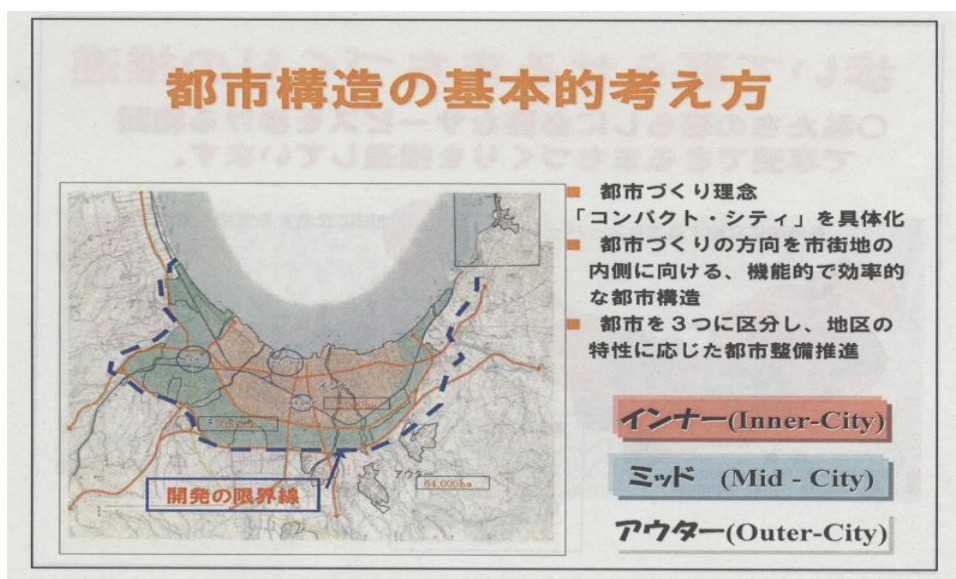 都市構造の基本的考え方
■ 都市づくり理念
「コンパクト・シティ」を具体化
■ 都市づくりの方向を市街地の
内側に向ける、機能的で効率的
な都市構造
■ 都市を３つに区分し、地区の
特性に応じた都市整備推進
アウター
64,000ha
開発の限界線
インナー(Inner-City)
ミッド (Mid - City)
アウター(Outer-City)